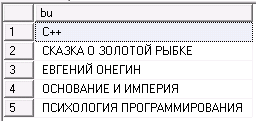 bu
1 C++
2 СКАЗКА О ЗОЛОТОЙ РЫБКЕ
3 ЕВГЕНИЙ ОНЕГИН
4 ОСНОВАНИЕ И ИМПЕРИЯ
5 ПСИХОЛОГИЯ ПРОГРАММИРОВАНИЯ